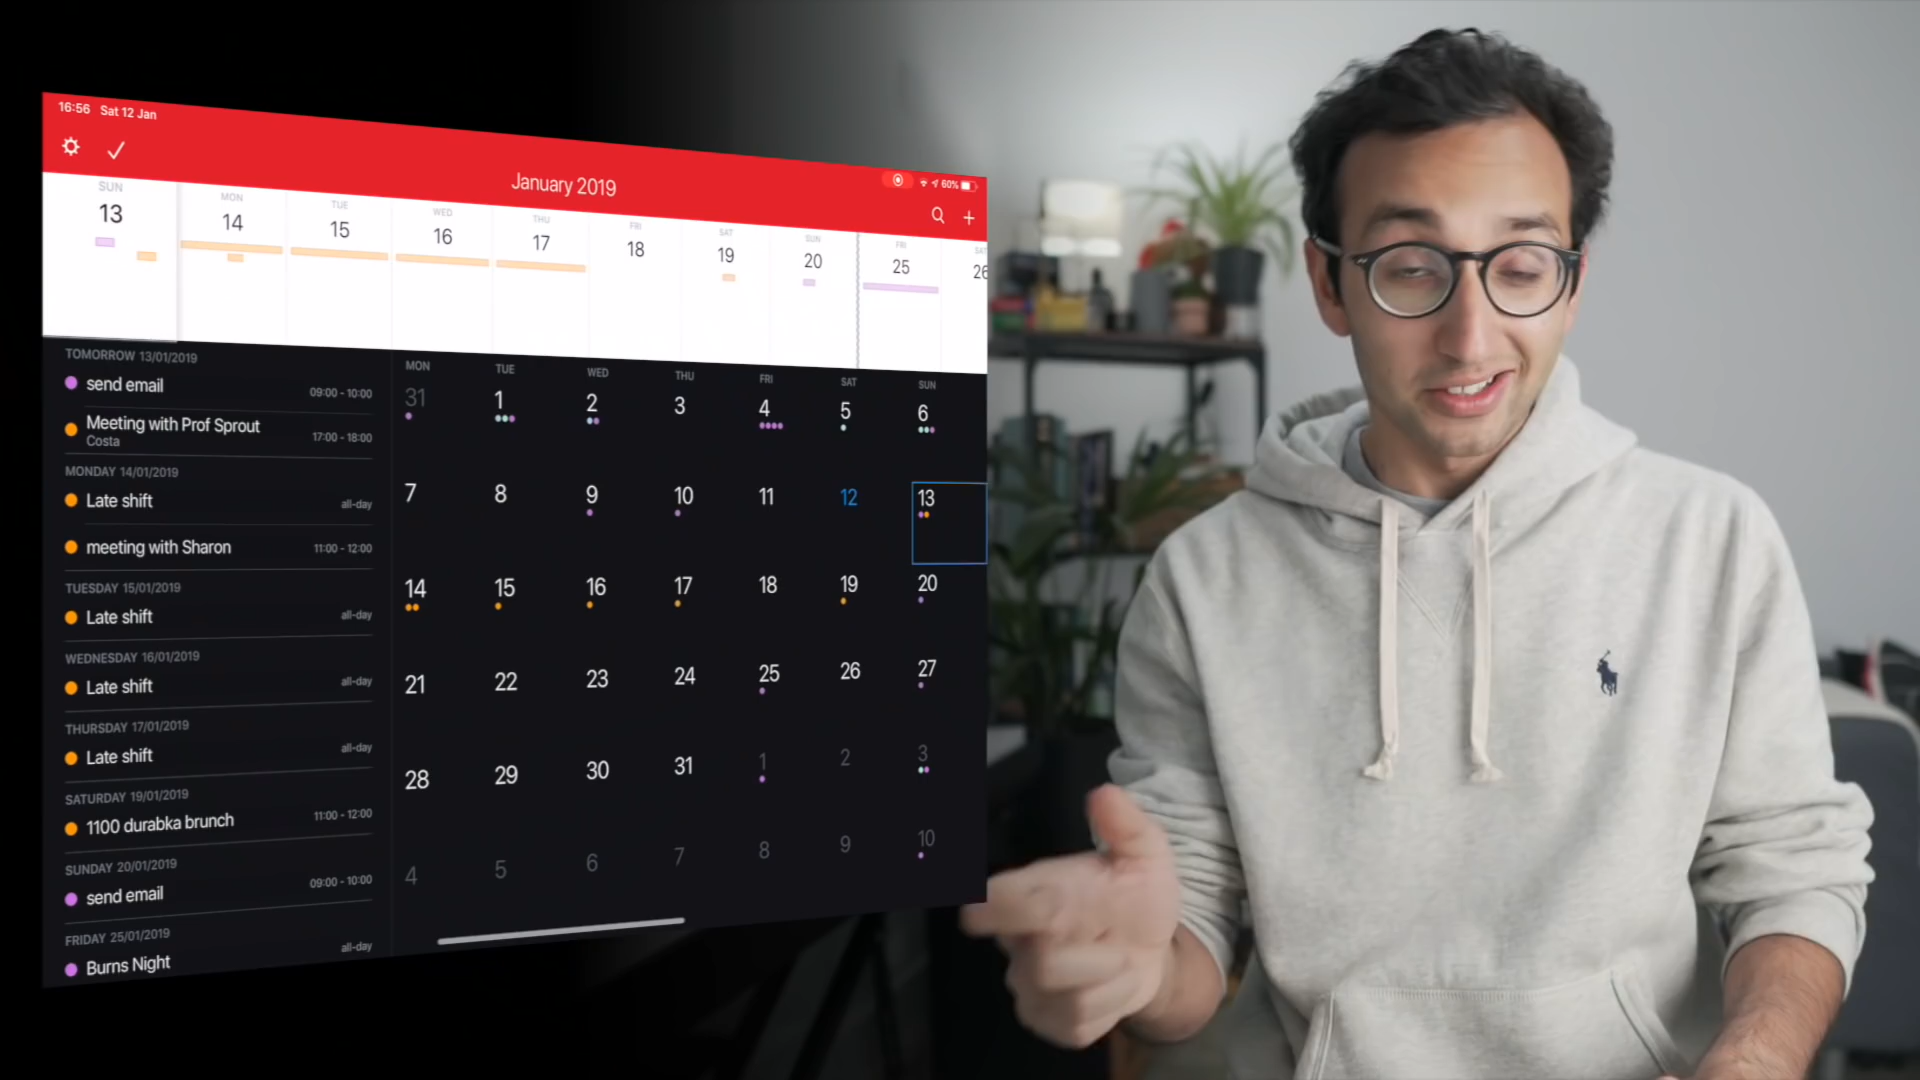 16:56 Sat 12 Jan
60%
January 2019
SUN MON TUE WED THU FRI SAT SUN FRI SAT
13 14 15 16 17 18 19 20 25 26
TOMORROW 13/01/2019
send email 09:00 - 10:00
Meeting with Prof Sprout 17:00 - 18:00
Costa
MONDAY 14/01/2019
Late shift all-day
meeting with Sharon 11:00 - 12:00
TUESDAY 15/01/2019
Late shift all-day
WEDNESDAY 16/01/2019
Late shift all-day
THURSDAY 17/01/2019
Late shift all-day
SATURDAY 19/01/2019
1100 durabka brunch 11:00 - 12:00
SUNDAY 20/01/2019
send email 09:00 - 10:00
FRIDAY 25/01/2019
Burns Night all-day
MON TUE WED THU FRI SAT SUN
31 1 2 3 4 5 6
7 8 9 10 11 12 13
14 15 16 17 18 19 20
21 22 23 24 25 26 27
28 29 30 31 1 2 3
4 5 6 7 8 9 10